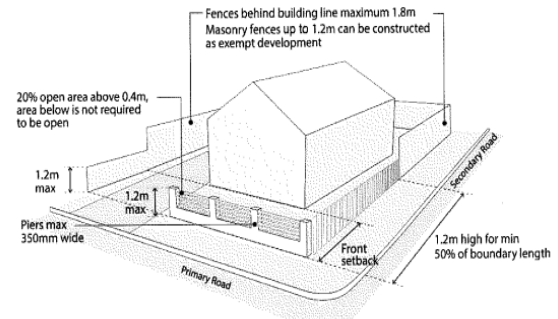 Fences behind building line maximum 1.8m
Masonry fences up to 1.2m can be constructed
as exempt development
20% open area above 0.4m,
area below is not required
to be open
1.2m
max
1.2m
max
Piers max
350mm wide
Front
setback
Primary Road
Secondary Road
1.2m high for min
50% of boundary length